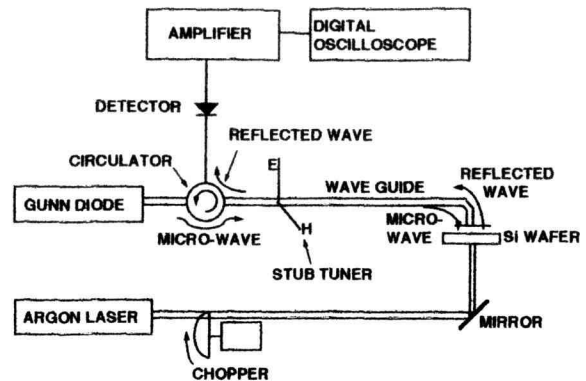 AMPLIFIER
DIGITAL
OSCILLOSCOPE
DETECTOR
REFLECTED WAVE
CIRCULATOR
E
GUNN DIODE
WAVE GUIDE
REFLECTED
WAVE
MICRO-WAVE
H
MICRO-
WAVE
Si WAFER
STUB TUNER
ARGON LASER
MIRROR
CHOPPER